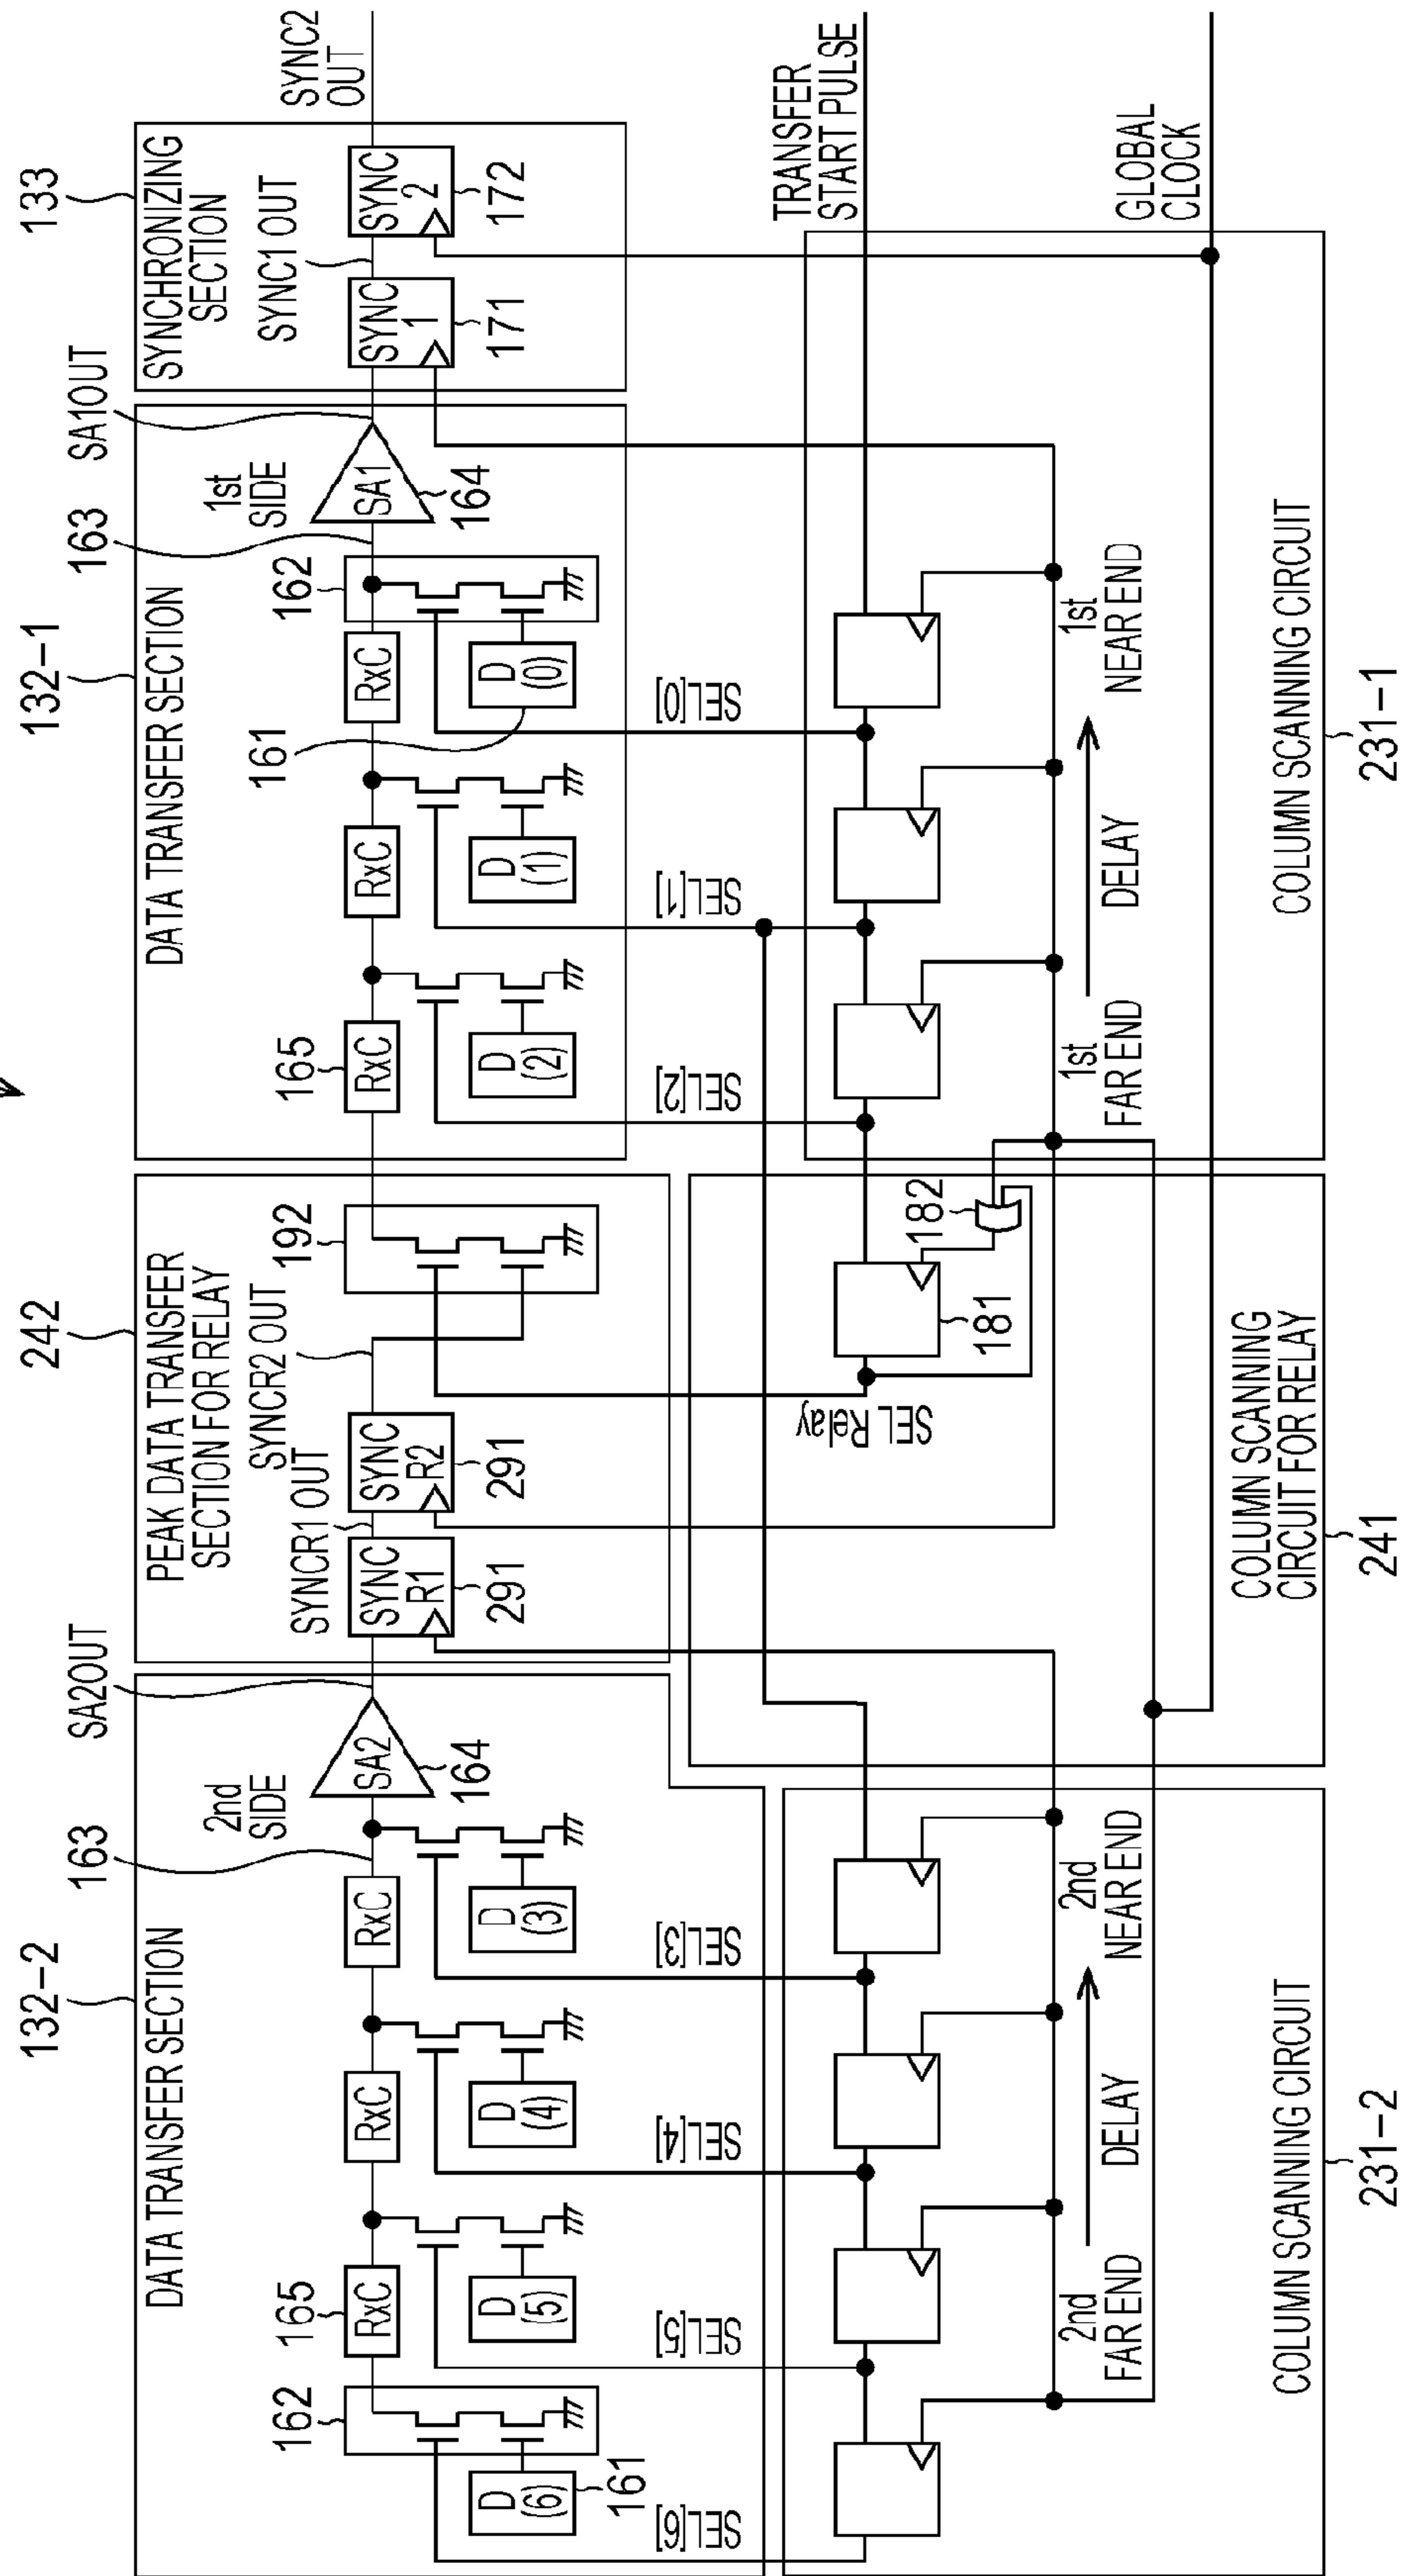 132-2
DATA TRANSFER SECTION
163
2nd
SIDE
SA2OUT
SA2
164
162
165
RxC
RxC
RxC
D
(6)
161
D
(5)
D
(4)
D
(3)
SEL[6]
SEL[5]
SEL[4]
SEL[3]
2nd
FAR END
DELAY
2nd
NEAR END
COLUMN SCANNING CIRCUIT
231-2
242
PEAK DATA TRANSFER
SECTION FOR RELAY
SYNCR2 OUT
SYNCR1 OUT
192
SYNC
R1
291
SYNC
R2
291
SEL Relay
181
182
COLUMN SCANNING
CIRCUIT FOR RELAY
241
132-1
DATA TRANSFER SECTION
163
1st
SIDE
SA1OUT
SA1
164
165
RxC
RxC
RxC
161
162
D
(2)
D
(1)
D
(0)
SEL[2]
SEL[1]
SEL[0]
1st
FAR END
DELAY
1st
NEAR END
COLUMN SCANNING CIRCUIT
231-1
133
SYNCHRONIZING
SECTION
SYNC1 OUT
SYNC
1
171
SYNC
2
172
SYNC2
OUT
TRANSFER
START PULSE
GLOBAL
CLOCK